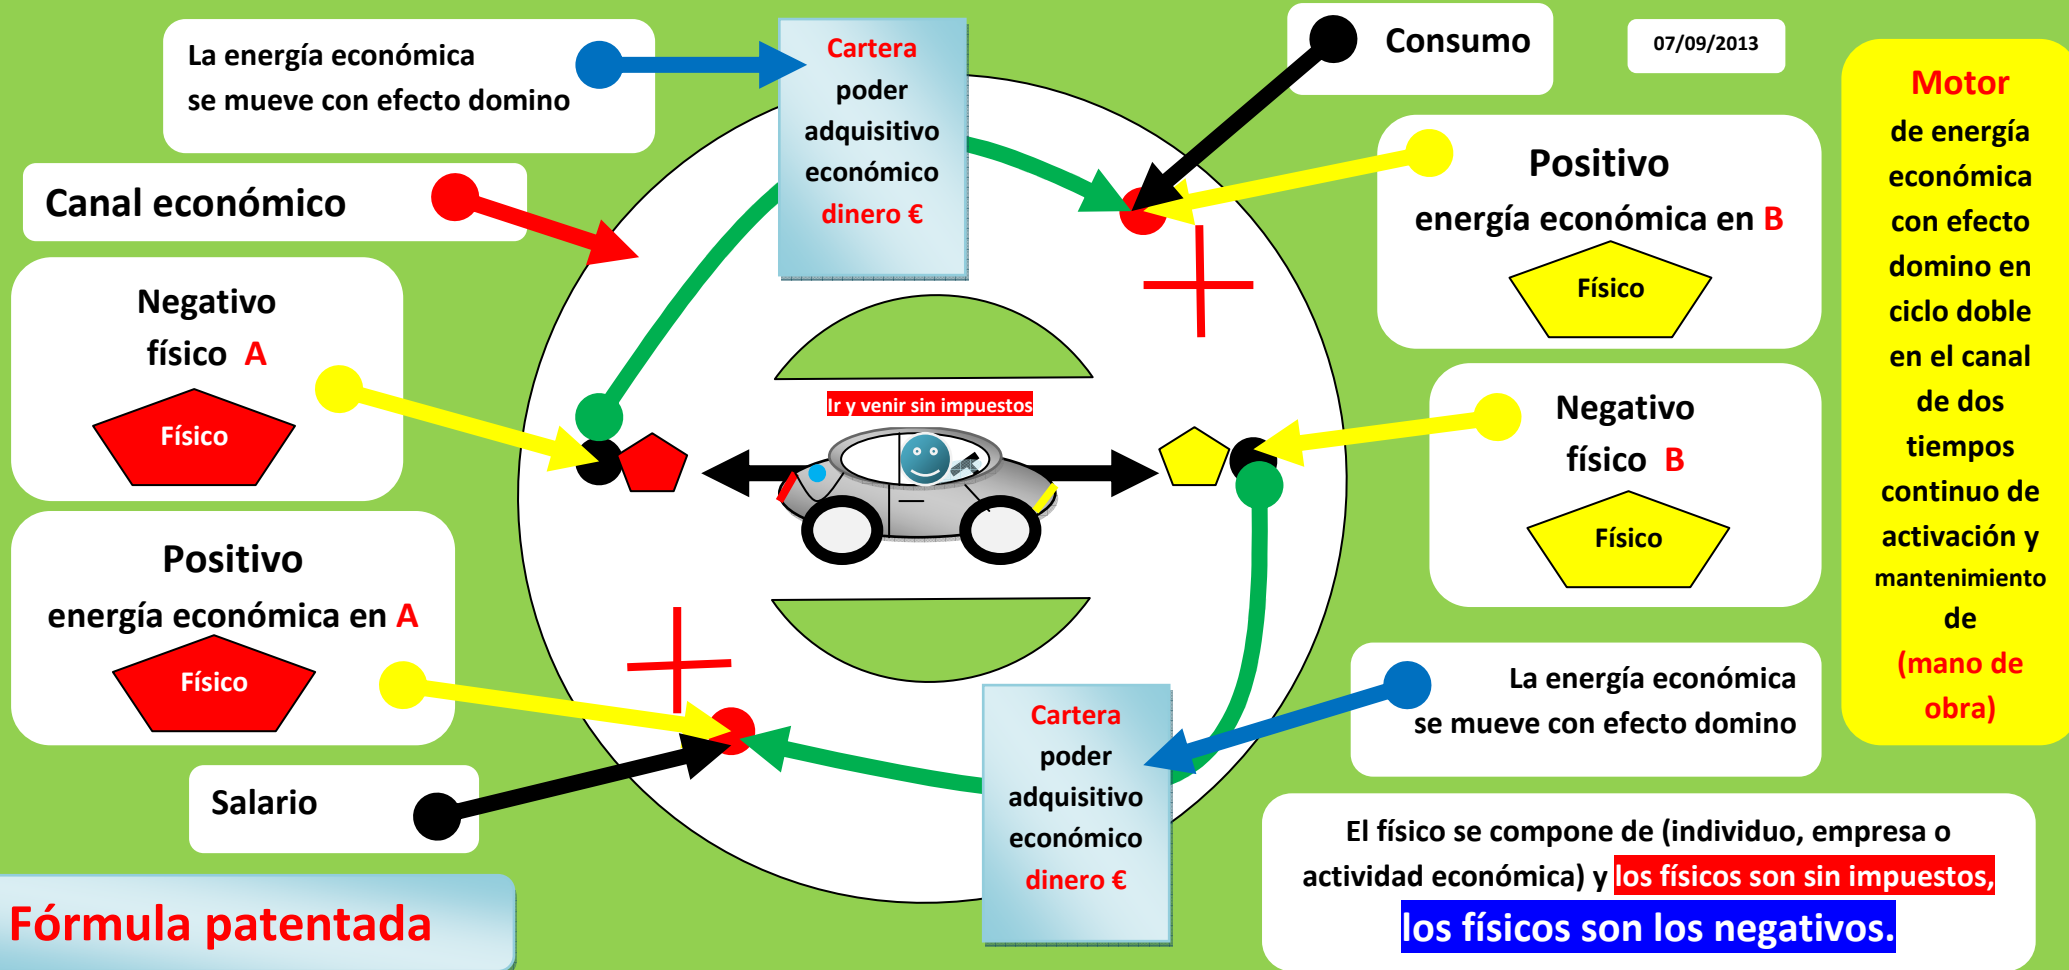 La energía económica
se mueve con efecto domino
Cartera
poder
adquisitivo
económico
dinero €
Consumo
07/09/2013
Motor
de energía
económica
con efecto
domino en
ciclo doble
en el canal
de dos
tiempos
continuo de
activación y
mantenimiento
de
(mano de
obra)
Canal económico
Positivo
energía económica en B
Físico
Negativo
físico A
Físico
Ir y venir sin impuestos
Negativo
físico B
Físico
Positivo
energía económica en A
Físico
La energía económica
se mueve con efecto domino
Cartera
poder
adquisitivo
económico
dinero €
Salario
El físico se compone de (individuo, empresa o
actividad económica) y los físicos son sin impuestos,
los físicos son los negativos.
Fórmula patentada